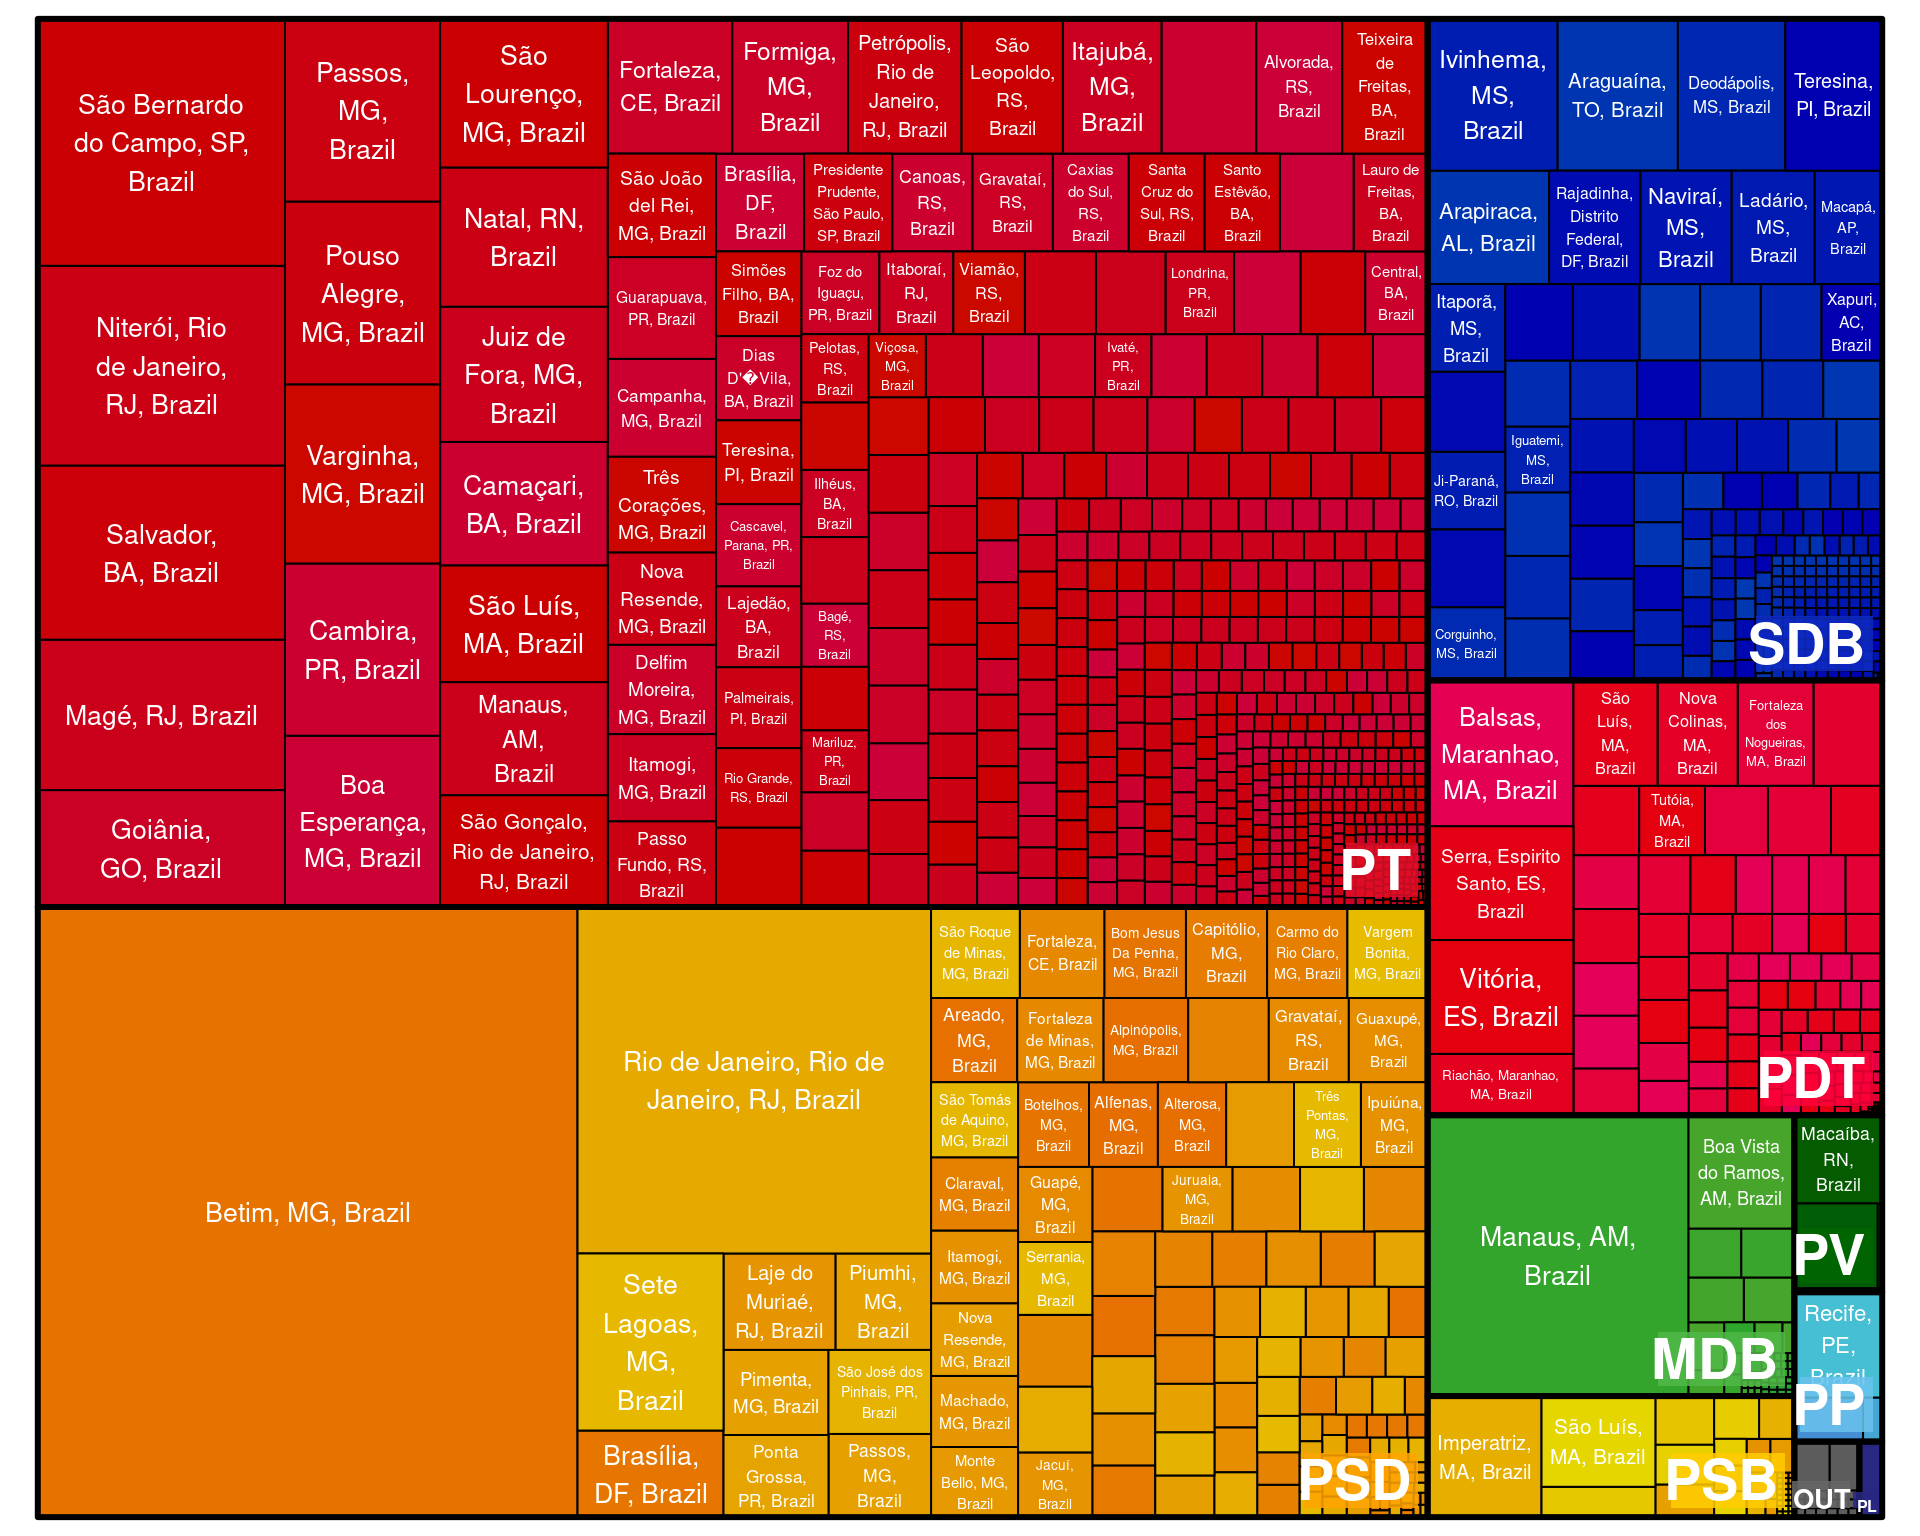 São Bernardo
do Campo, SP,
Brazil
Niterói, Rio
de Janeiro,
RJ, Brazil
Salvador,
BA, Brazil
Magé, RJ, Brazil
Goiânia,
GO, Brazil
Passos,
MG,
Brazil
Pouso
Alegre,
MG, Brazil
Varginha,
MG, Brazil
Cambira,
PR, Brazil
Boa
Esperança,
MG, Brazil
São
Lourenço,
MG, Brazil
Natal, RN,
Brazil
Juiz de
Fora, MG,
Brazil
Camaçari,
BA, Brazil
São Luís,
MA, Brazil
Manaus,
AM,
Brazil
São Gonçalo,
Rio de Janeiro,
RJ, Brazil
Fortaleza,
CE, Brazil
Formiga,
MG,
Brazil
Petrópolis,
Rio de
Janeiro,
RJ, Brazil
São
Leopoldo,
RS,
Brazil
Itajubá,
MG,
Brazil
Alvorada,
RS,
Brazil
Teixeira
de
Freitas,
BA,
Brazil
São João
del Rei,
MG, Brazil
Guarapuava,
PR, Brazil
Campanha,
MG, Brazil
Três
Corações,
MG, Brazil
Nova
Resende,
MG, Brazil
Delfim
Moreira,
MG, Brazil
Itamogi,
MG, Brazil
Passo
Fundo, RS,
Brazil
Brasília,
DF,
Brazil
Presidente
Prudente,
São Paulo,
SP, Brazil
Canoas,
RS,
Brazil
Gravataí,
RS,
Brazil
Caxias
do Sul,
RS,
Brazil
Santa
Cruz do
Sul, RS,
Brazil
Santo
Estêvão,
BA,
Brazil
Lauro de
Freitas,
BA,
Brazil
Simões
Filho, BA,
Brazil
Dias
D'�Vila,
BA, Brazil
Teresina,
PI, Brazil
Cascavel,
Parana, PR,
Brazil
Lajedão,
BA,
Brazil
Palmeirais,
PI, Brazil
Rio Grande,
RS, Brazil
Foz do
Iguaçu,
PR, Brazil
Itaboraí,
RJ,
Brazil
Viamão,
RS,
Brazil
Londrina,
PR,
Brazil
Central,
BA,
Brazil
Pelotas,
RS,
Brazil
Viçosa,
MG,
Brazil
Ivaté,
PR,
Brazil
Ilhéus,
BA,
Brazil
Bagé,
RS,
Brazil
Mariluz,
PR,
Brazil
PT
Ivinhema,
MS,
Brazil
Araguaína,
TO, Brazil
Deodápolis,
MS, Brazil
Teresina,
PI, Brazil
Arapiraca,
AL, Brazil
Rajadinha,
Distrito
Federal,
DF, Brazil
Naviraí,
MS,
Brazil
Ladário,
MS,
Brazil
Macapá,
AP,
Brazil
Itaporã,
MS,
Brazil
Xapuri,
AC,
Brazil
Iguatemi,
MS,
Brazil
Ji-Paraná,
RO, Brazil
Corguinho,
MS, Brazil
SDB
Balsas,
Maranhao,
MA, Brazil
São
Luís,
MA,
Brazil
Nova
Colinas,
MA,
Brazil
Fortaleza
dos
Nogueiras,
MA, Brazil
Tutóia,
MA,
Brazil
Serra, Espirito
Santo, ES,
Brazil
Vitória,
ES, Brazil
Riachão, Maranhao,
MA, Brazil
PDT
Betim, MG, Brazil
Rio de Janeiro, Rio de
Janeiro, RJ, Brazil
Sete
Lagoas,
MG,
Brazil
Brasília,
DF, Brazil
Laje do
Muriaé,
RJ, Brazil
Piumhi,
MG,
Brazil
Pimenta,
MG, Brazil
São José dos
Pinhais, PR,
Brazil
Ponta
Grossa,
PR, Brazil
Passos,
MG,
Brazil
São Roque
de Minas,
MG, Brazil
Fortaleza,
CE, Brazil
Bom Jesus
Da Penha,
MG, Brazil
Capitólio,
MG,
Brazil
Carmo do
Rio Claro,
MG, Brazil
Vargem
Bonita,
MG, Brazil
Areado,
MG,
Brazil
Fortaleza
de Minas,
MG, Brazil
Alpinópolis,
MG, Brazil
Gravataí,
RS,
Brazil
Guaxupé,
MG,
Brazil
São Tomás
de Aquino,
MG, Brazil
Botelhos,
MG,
Brazil
Alfenas,
MG,
Brazil
Alterosa,
MG,
Brazil
Três
Pontas,
MG,
Brazil
Ipuiúna,
MG,
Brazil
Claraval,
MG, Brazil
Guapé,
MG,
Brazil
Juruaia,
MG,
Brazil
Itamogi,
MG, Brazil
Serrania,
MG,
Brazil
Nova
Resende,
MG, Brazil
Machado,
MG, Brazil
Monte
Belo, MG,
Brazil
Jacuí,
MG,
Brazil
PSD
Manaus, AM,
Brazil
Boa Vista
do Ramos,
AM, Brazil
MDB
Macaíba,
RN,
Brazil
PV
Recife,
PE,
Brazil
PP
Imperatriz,
MA, Brazil
São Luís,
MA, Brazil
PSB
OUT
PL